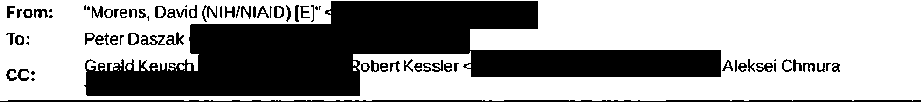 From: "Morens, David (NIH/NIAID) [E]" <
To: Peter Daszak
CC: Gerald Keusch Robert Kessler < Aleksei Chmura